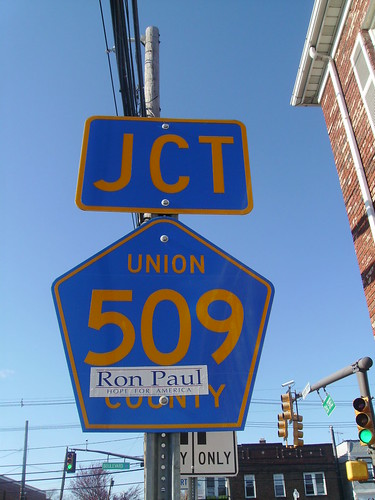 JCT
UNION
509
Ron Paul
HOPE FOR AMERICA
COUNTY
Y ONLY